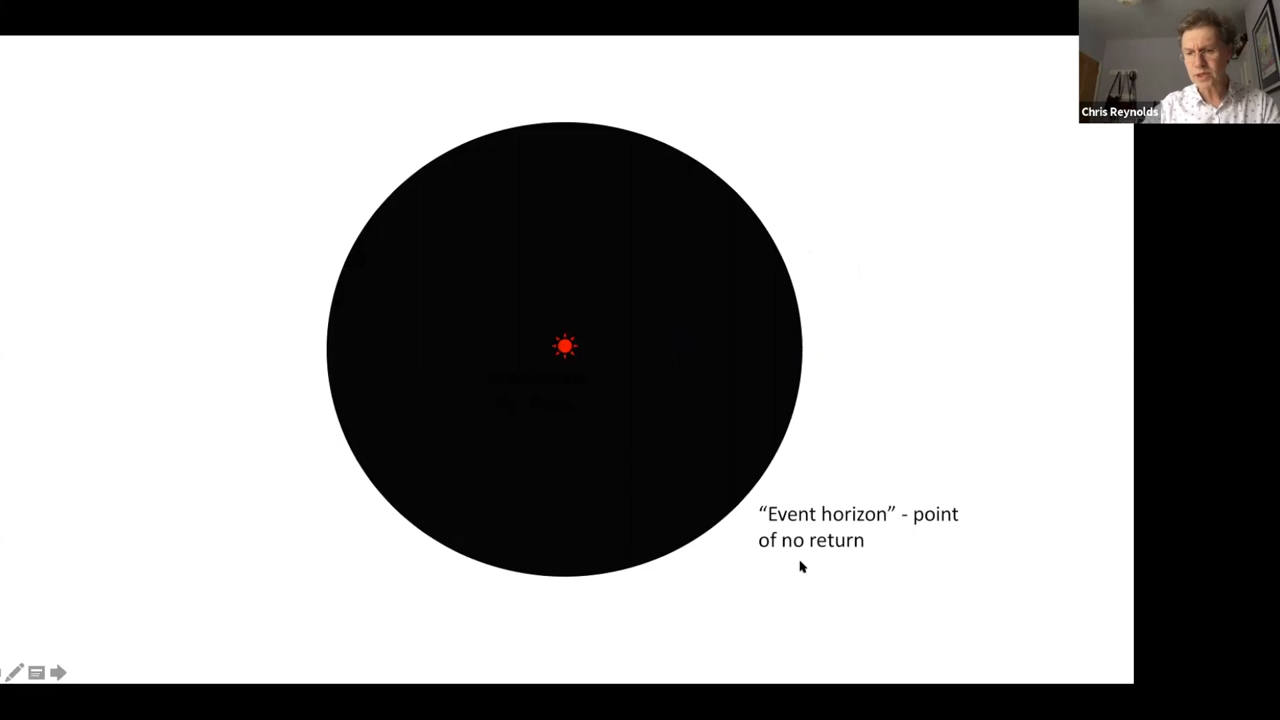 Chris Reynolds
“Event horizon” - point
of no return